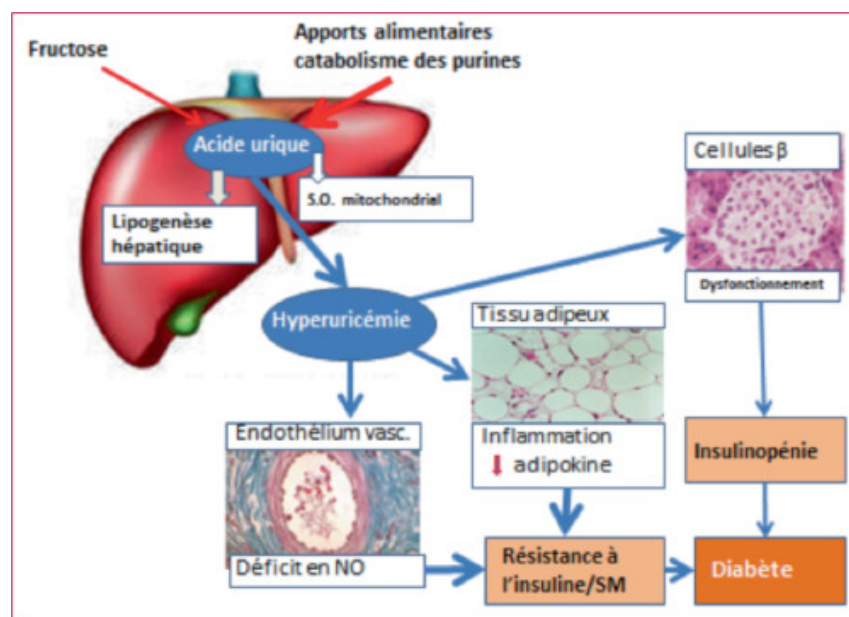 Fructose
Apports alimentaires
catabolisme des purines
Acide urique
S.O. mitochondrial
Lipogenèse
hépatique
Hyperuricémie
Cellules β
Dysfonctionnement
Tissu adipeux
Inflammation
adipokine
Endothélium vasc.
Déficit en NO
Insulinopénie
Résistance à
l'insuline/SM
Diabète